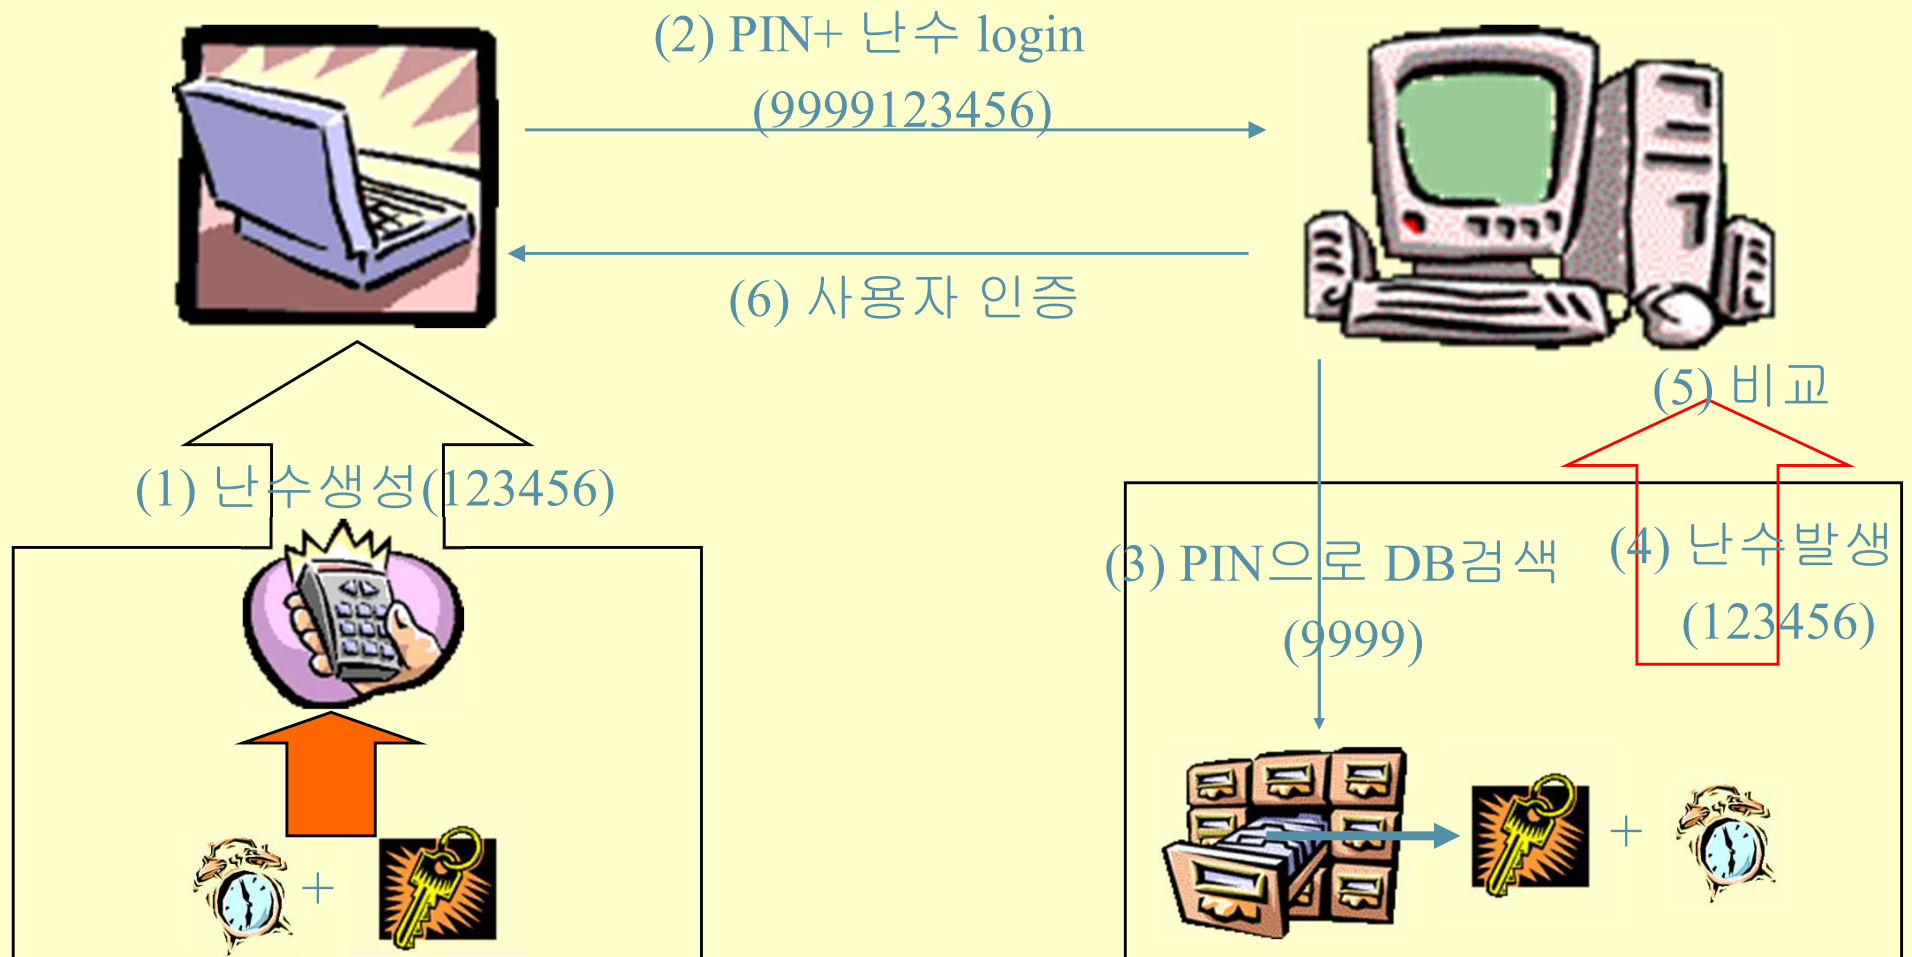 (2) PIN+ 난수 login
(9999123456)
(6) 사용자 인증
(5) 비교
(1) 난수생성(123456)
(3) PIN으로 DB검색
(9999)
(4) 난수발생
(123456)
+
+